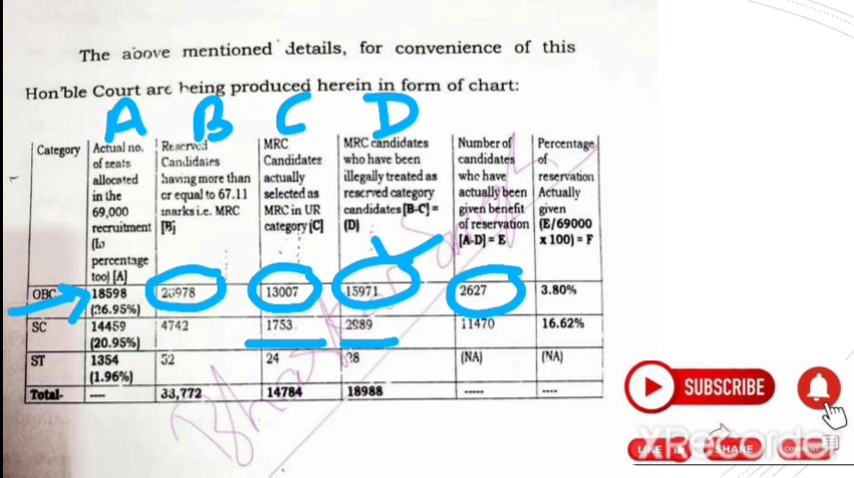 The above mentioned details, for convenience of this
Hon'ble Court are being produced herein in form of chart:
A B C D
Category
Actual no.
of seats
allocated
in the
69,000
recruitment
(In
percentage
too) [A]
Reserved
Candidates
having more than
or equal to 67.11
marks i.e. MRC
[B]
MRC
Candidates
actually
selected as
MRC in UR
category [C]
MRC candidates
who have been
illegally treated as
reserved category
candidates [B-C] =
(D)
Number of
candidates
who have
actually been
given benefit
of reservation
[A-D] = E
Percentage
of
reservation
Actually
given
(E/69000
x 100) = F
OBC 18598 28978 13007 15971 2627 3.80%
(26.95%)
SC 14459 4742 1753 2989 11470 16.62%
(20.95%)
ST 1354 52 24 28 (NA) (NA)
(1.96%)
Total- ---- 33,772 14784 18988 ----- ----
SUBSCRIBE
LIKE SHARE COMMENT
XRecorder